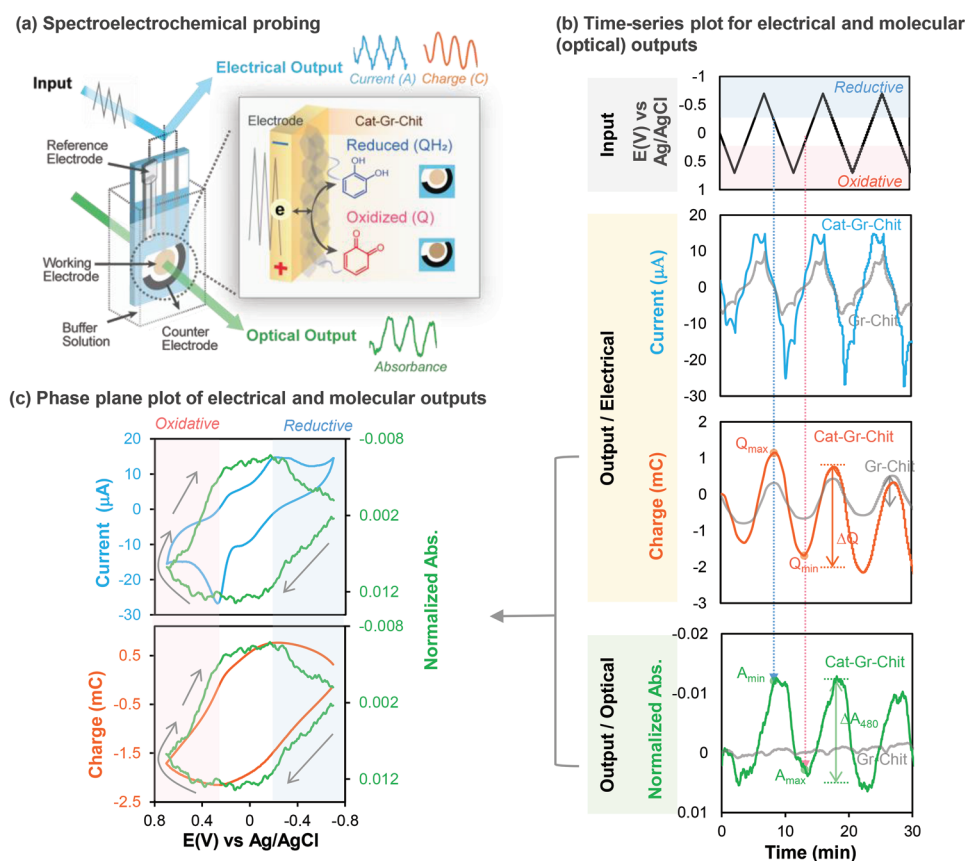 (a) Spectroelectrochemical probing
Input
Electrical Output
Current (A)
Charge (C)
Reference
Electrode
Working
Electrode
Buffer
Solution
Counter
Electrode
Optical Output
Absorbance
Electrode
Cat-Gr-Chit
Reduced (QH₂)
OH
OH
e
Oxidized (Q)
O
O
(b) Time-series plot for electrical and molecular
(optical) outputs
Input
E(V) vs
Ag/AgCl
-1
-0.5
0
0.5
1
Reductive
Oxidative
Output / Electrical
Current (µA)
20
10
0
-10
-20
-30
Cat-Gr-Chit
Gr-Chit
Charge (mC)
2
1
0
-1
2
-3
Qmax
Cat-Gr-Chit
Gr-Chit
ΔQ
Qmin
Output / Optical
Normalized Abs.
-0.02
-0.01
0
0.01
Amin
Cat-Gr-Chit
ΔA480
Gr-Chit
Amax
0
10
20
30
Time (min)
(c) Phase plane plot of electrical and molecular outputs
Oxidative
Reductive
Current (µA)
20
10
0
-10
-20
-30
-0.008
0.002
0.012
-0.008
0.002
0.012
Normalized Abs.
Charge (mC)
0.5
-0.5
-1.5
-2.5
0.8
0.4
0
-0.4
-0.8
E(V) vs Ag/AgCl